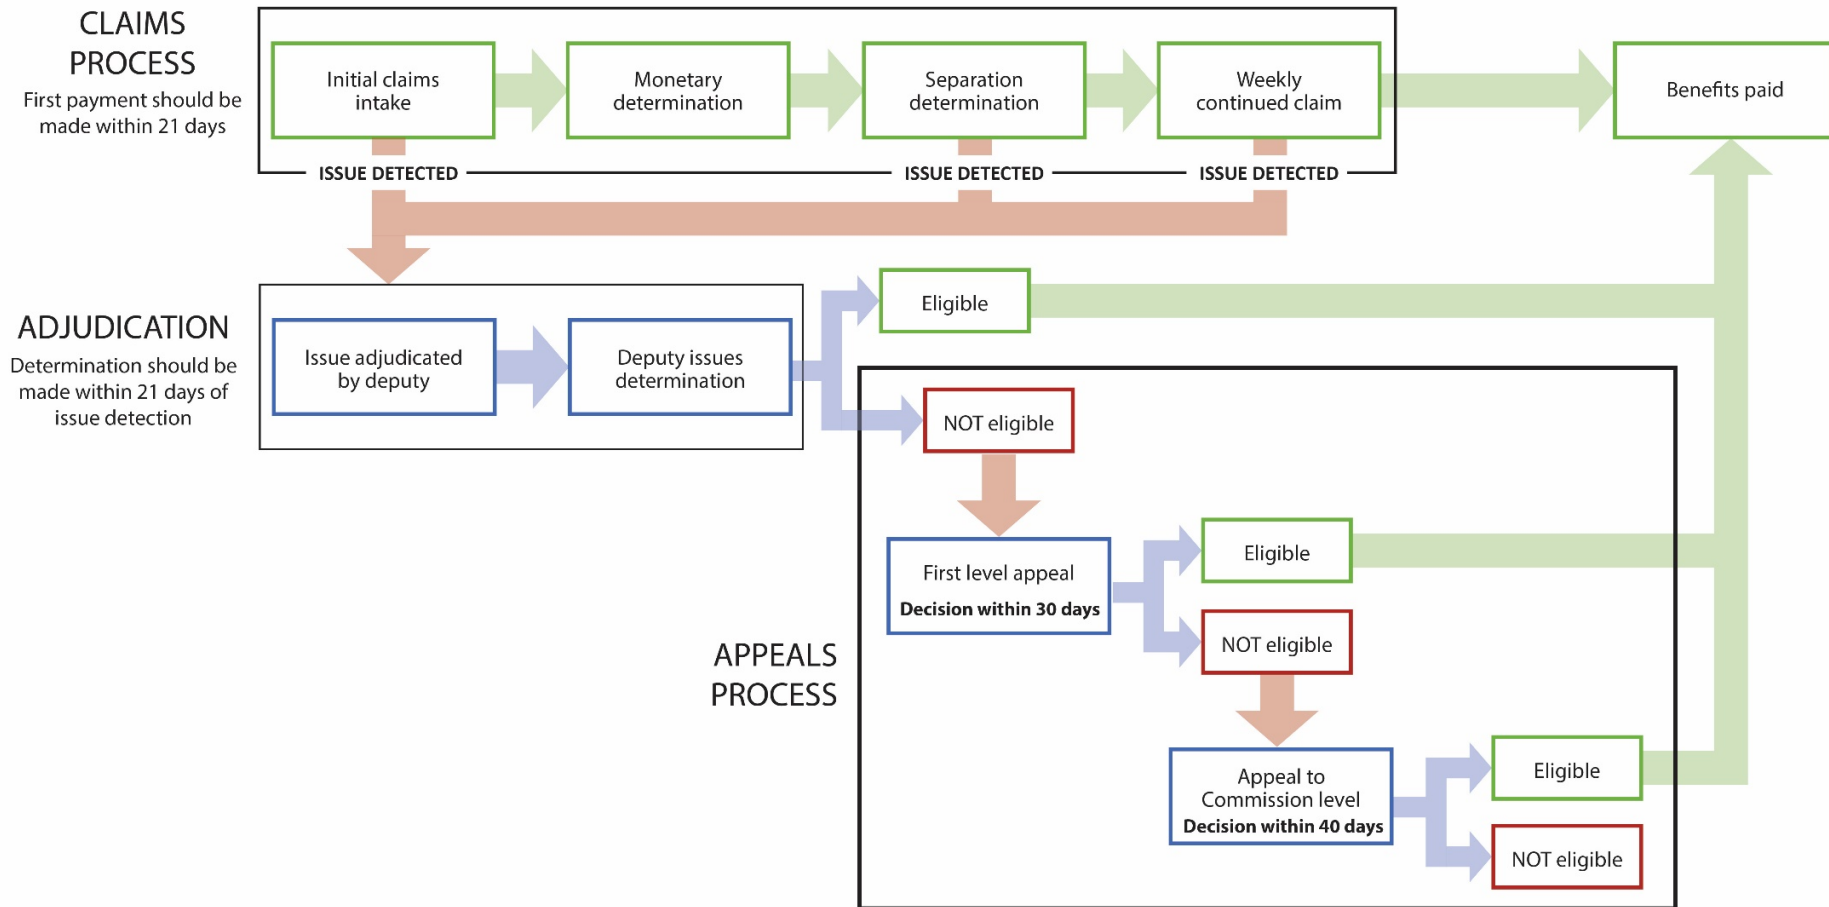 CLAIMS
PROCESS
First payment should be
made within 21 days
Initial claims
intake
Monetary
determination
Separation
determination
Weekly
continued claim
Benefits paid
ISSUE DETECTED
ISSUE DETECTED
ISSUE DETECTED
ADJUDICATION
Determination should be
made within 21 days of
issue detection
Issue adjudicated
by deputy
Deputy issues
determination
Eligible
NOT eligible
APPEALS
PROCESS
First level appeal
Decision within 30 days
Eligible
NOT eligible
Appeal to
Commission level
Decision within 40 days
Eligible
NOT eligible